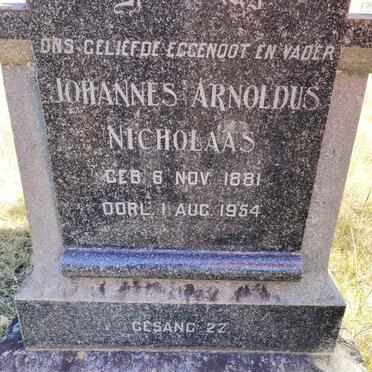 ONS GELIEFDE EGGENOOT EN VADER
JOHANNES ARNOLDUS
NICHOLAAS
GEB. 6 NOV. 1881
OORL. 1 AUG. 1954
GESANG 22